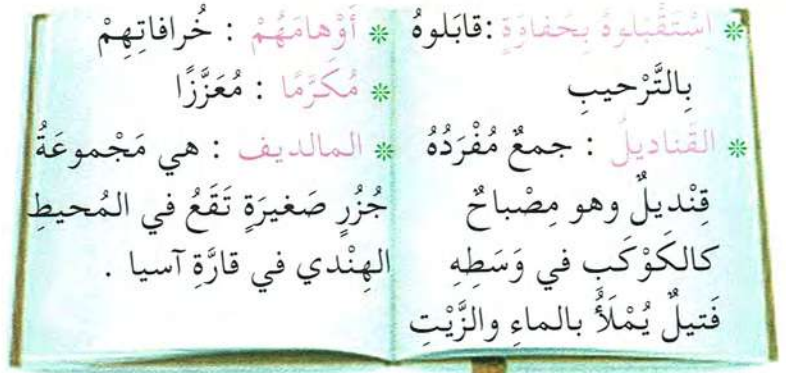 * اسْتَقْبَلوهُ بِحَفاوَةٍ :قابَلوهُ
بِالتَّرْحيبِ
* القَناديلُ : جمعٌ مُفْرَدُهُ
قِنْديلٌ وهو مِصْباحٌ
كالكَوْكَبِ في وَسَطِهِ
فَتيلٌ يُمْلَأُ بالماءِ والزَّيْتِ
* أَوْهامَهُمْ : خُرافاتِهِمْ
* مُكَرَّمًا : مُعَزَّزًا
* المالديف : هي مَجْموعَةُ
جُزُرٍ صَغيرَةٍ تَقَعُ في المُحيطِ
الهِنْدي في قارَّةِ آسيا .